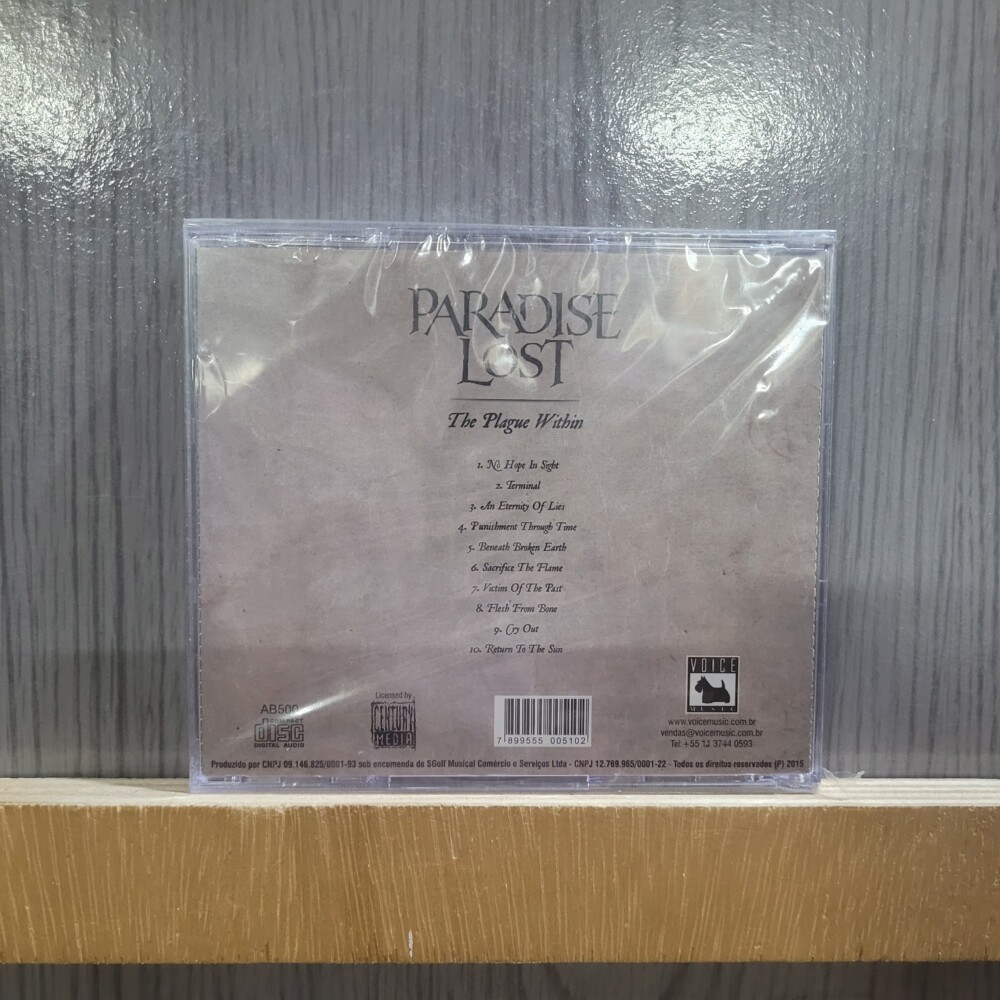 PARADISE
LOST
The Plague Within
1. No Hope In Sight
2. Terminal
3. An Eternity Of Lies
4. Punishment Through Time
5. Beneath Broken Earth
6. Sacrifice The Flame
7. Victim Of The Past
8. Flesh From Bone
9. Cry Out
10. Return To The Sun
AB500
COMPACT
disc
DIGITAL AUDIO
Licensed by
CENTURY
MEDIA
7 899555 005102
VOICE
MUSIC
www.voicemusic.com.br
vendas@voicemusic.com.br
Tel: +55 11 3744 0593
Produzido por CNPJ 09.146.825/0001-93 sob encomenda de SGolf Musical Comércio e Serviços Ltda - CNPJ 12.769.965/0001-22 - Todos os direitos reservados (P) 2015